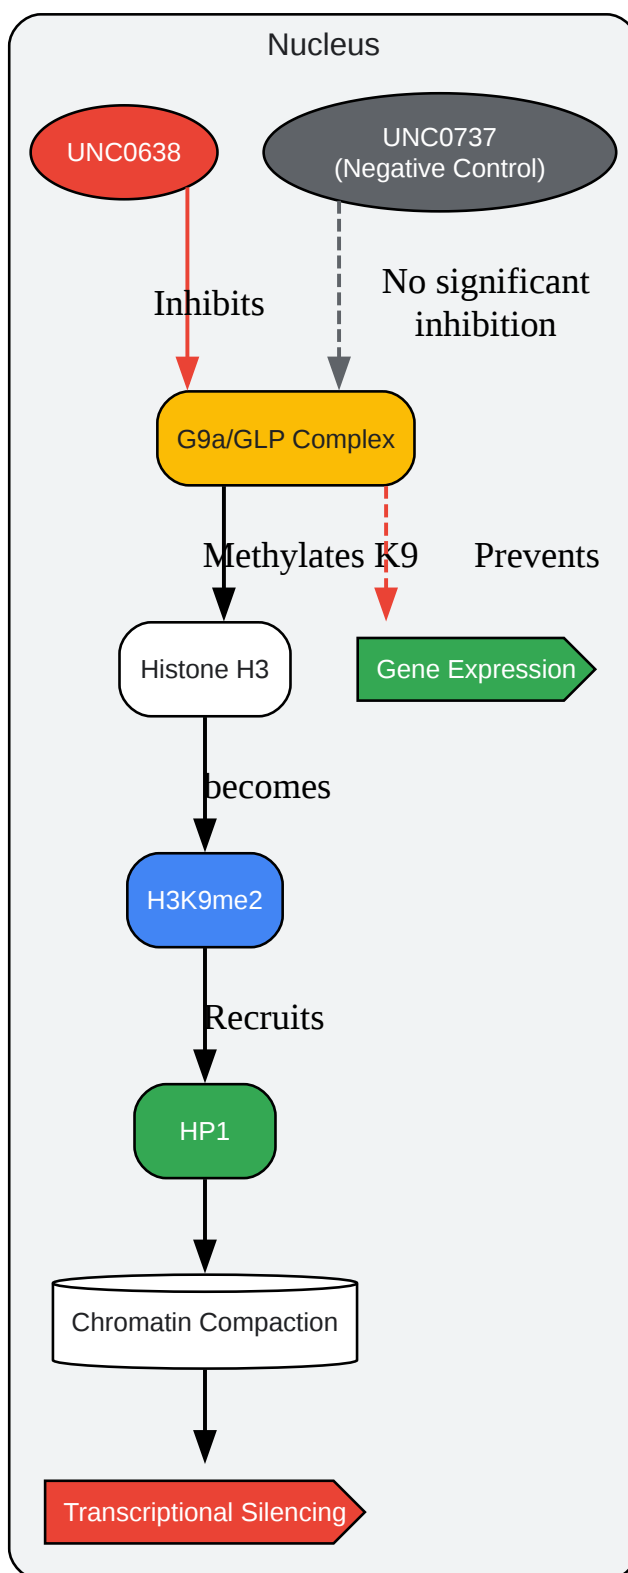 Nucleus
UNC0638
UNC0737
(Negative Control)
Inhibits
No significant
inhibition
G9a/GLP Complex
Methylates K9
Prevents
Histone H3
Gene Expression
becomes
H3K9me2
Recruits
HP1
Chromatin Compaction
Transcriptional Silencing